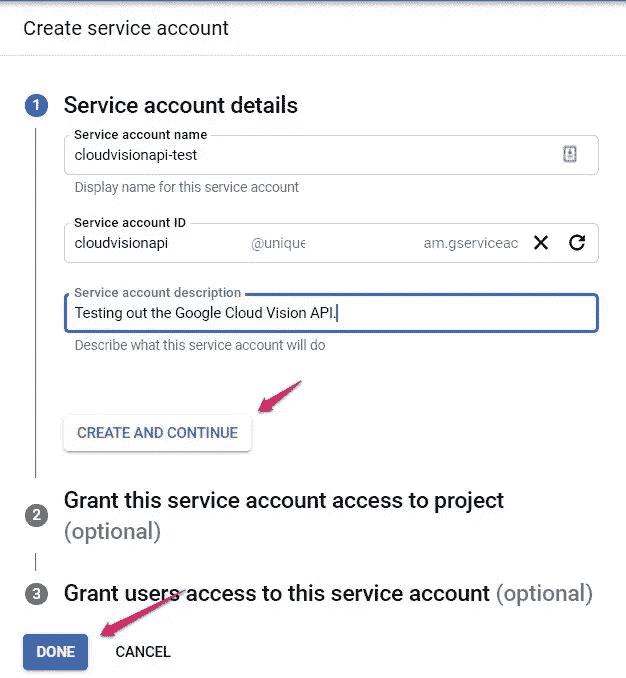 Create service account
1 Service account details
Service account name
cloudvisionapi-test
Display name for this service account
Service account ID
cloudvisionapi @unique am.gserviceac
Service account description
Testing out the Google Cloud Vision API.
Describe what this service account will do
CREATE AND CONTINUE
2 Grant this service account access to project
(optional)
3 Grant users access to this service account (optional)
DONE CANCEL